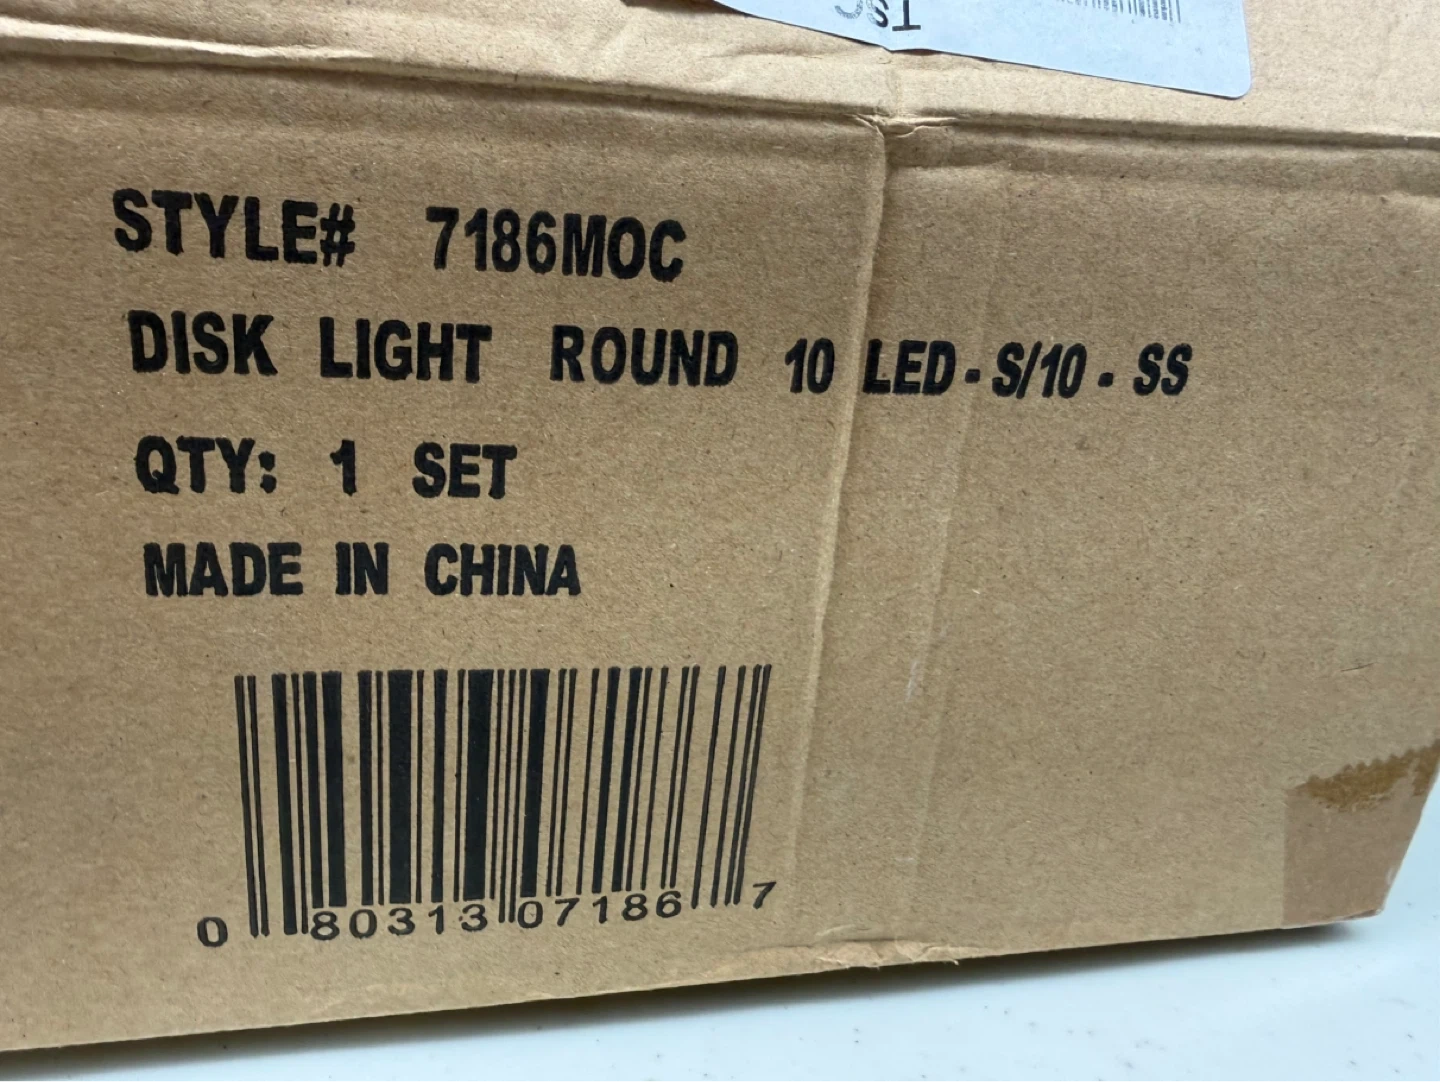 STYLE# 7186MOC
DISK LIGHT ROUND 10 LED - S/10 - SS
QTY: 1 SET
MADE IN CHINA
0 80313 07186 7